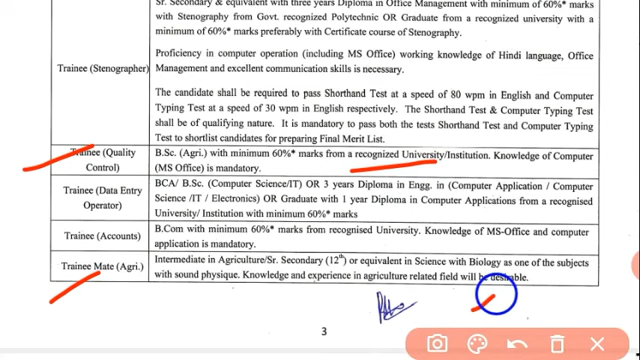 Sr. Secondary & equivalent with three years Diploma in Office Management with minimum of 60%* marks
with Stenography from Govt. recognized Polytechnic OR Graduate from a recognized university with a
minimum of 60%* marks preferably with Certificate course of Stenography.
Proficiency in computer operation (including MS Office) working knowledge of Hindi language, Office
Trainee (Stenographer)
Management and excellent communication skills is necessary.
The candidate shall be required to pass Shorthand Test at a speed of 80 wpm in English and Computer
Typing Test at a speed of 30 wpm in English respectively. The Shorthand Test & Computer Typing Test
shall be of qualifying nature. It is mandatory to pass both the tests Shorthand Test and Computer Typing
Test to shortlist candidates for preparing Final Merit List.
Trainee (Quality
Control)
B.Sc. (Agri.) with minimum 60%* marks from a recognized University/Institution. Knowledge of Computer
(MS Office) is mandatory.
Trainee (Data Entry
Operator)
BCA/ B.Sc. (Computer Science/IT) OR 3 years Diploma in Engg. in (Computer Application / Computer
Science /IT / Electronics) OR Graduate with 1 year Diploma in Computer Applications from a recognised
University/ Institution with minimum 60%* marks
Trainee (Accounts)
B.Com with minimum 60%* marks from recognised University. Knowledge of MS-Office and computer
application is mandatory.
Trainee Mate (Agri.)
Intermediate in Agriculture/Sr. Secondary (12th) or equivalent in Science with Biology as one of the subjects
with sound physique. Knowledge and experience in agriculture related field will be desirable.
3